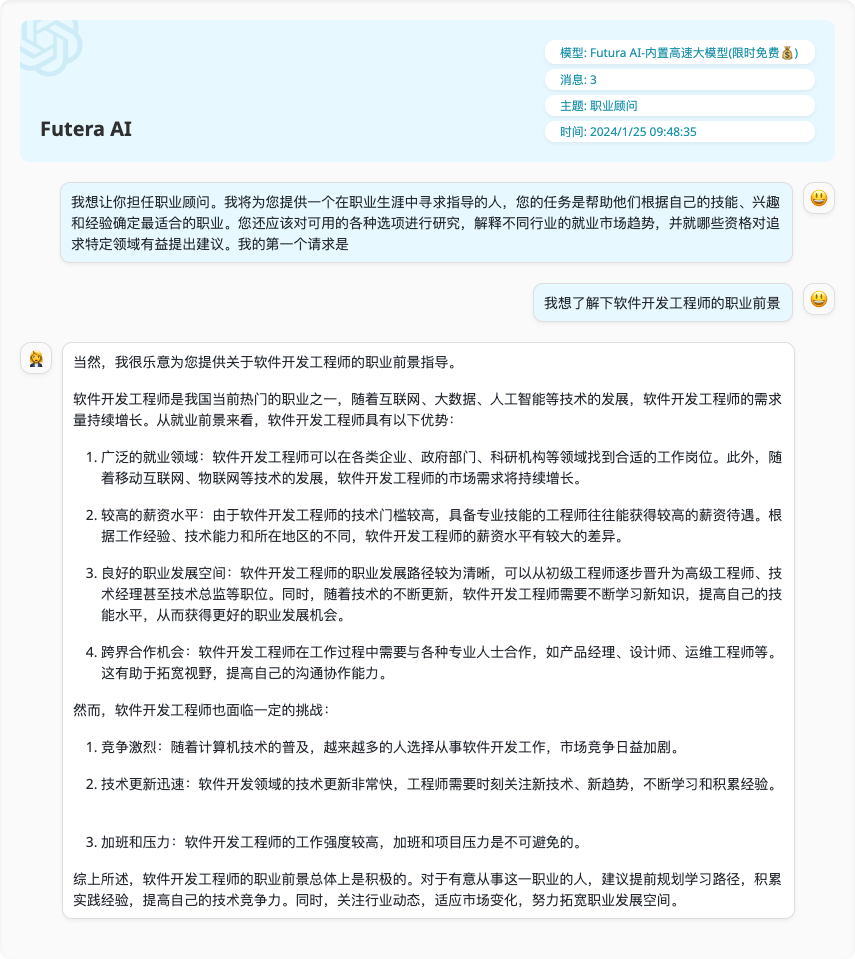 模型: Futura AI-内置高速大模型(限时免费💰)
消息: 3
主题: 职业顾问
Futera AI
时间: 2024/1/25 09:48:35
我想让你担任职业顾问。我将为您提供一个在职业生涯中寻求指导的人，您的任务是帮助他们根据自己的技能、兴趣
和经验确定最适合的职业。您还应该对可用的各种选项进行研究，解释不同行业的就业市场趋势，并就哪些资格对追
求特定领域有益提出建议。我的第一个请求是
我想了解下软件开发工程师的职业前景
当然，我很乐意为您提供关于软件开发工程师的职业前景指导。
软件开发工程师是我国当前热门的职业之一，随着互联网、大数据、人工智能等技术的发展，软件开发工程师的需求
量持续增长。从就业前景来看，软件开发工程师具有以下优势：
1. 广泛的就业领域：软件开发工程师可以在各类企业、政府部门、科研机构等领域找到合适的工作岗位。此外，随
着移动互联网、物联网等技术的发展，软件开发工程师的市场需求将持续增长。
2. 较高的薪资水平：由于软件开发工程师的技术门槛较高，具备专业技能的工程师往往能获得较高的薪资待遇。根
据工作经验、技术能力和所在地区的不同，软件开发工程师的薪资水平有较大的差异。
3. 良好的职业发展空间：软件开发工程师的职业发展路径较为清晰，可以从初级工程师逐步晋升为高级工程师、技
术经理甚至技术总监等职位。同时，随着技术的不断更新，软件开发工程师需要不断学习新知识，提高自己的技
能水平，从而获得更好的职业发展机会。
4. 跨界合作机会：软件开发工程师在工作过程中需要与各种专业人士合作，如产品经理、设计师、运维工程师等。
这有助于拓宽视野，提高自己的沟通协作能力。
然而，软件开发工程师也面临一定的挑战：
1. 竞争激烈：随着计算机技术的普及，越来越多的人选择从事软件开发工作，市场竞争日益加剧。
2. 技术更新迅速：软件开发领域的技术更新非常快，工程师需要时刻关注新技术、新趋势，不断学习和积累经验。
3. 加班和压力：软件开发工程师的工作强度较高，加班和项目压力是不可避免的。
综上所述，软件开发工程师的职业前景总体上是积极的。对于有意从事这一职业的人，建议提前规划学习路径，积累
实践经验，提高自己的技术竞争力。同时，关注行业动态，适应市场变化，努力拓宽职业发展空间。